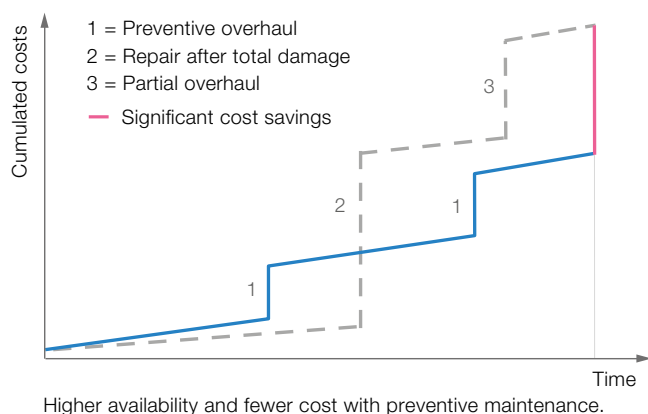 1 = Preventive overhaul
2 = Repair after total damage
3 = Partial overhaul
Significant cost savings
Cumulated costs
3
2
1
1
Time
Higher availability and fewer cost with preventive maintenance.